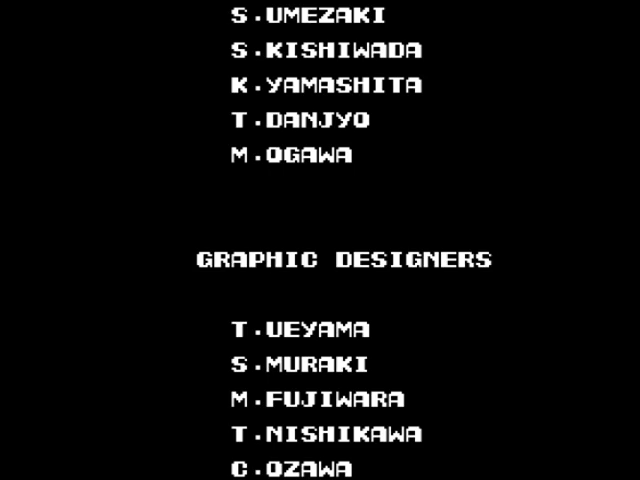 S.UMEZAKI
S.KISHIWADA
K.YAMASHITA
T.DANJYO
M.OGAWA
GRAPHIC DESIGNERS
T.UEYAMA
S.MURAKI
M.FUJIWARA
T.NISHIKAWA
C.OZAWA